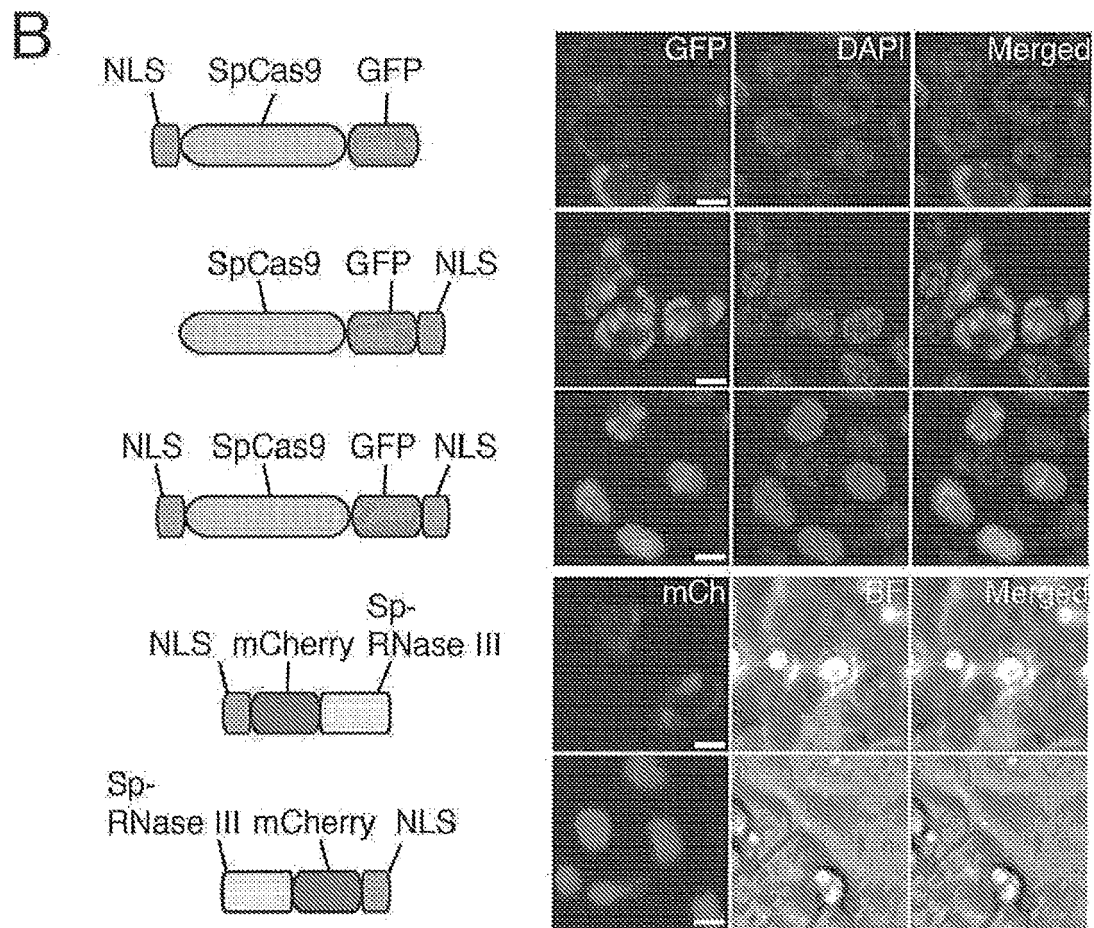 B
NLS SpCas9 GFP
GFP DAPI Merged
SpCas9 GFP NLS
NLS SpCas9 GFP NLS
Sp-
NLS mCherry RNase III
mCh BF Merged
Sp-
RNase III mCherry NLS